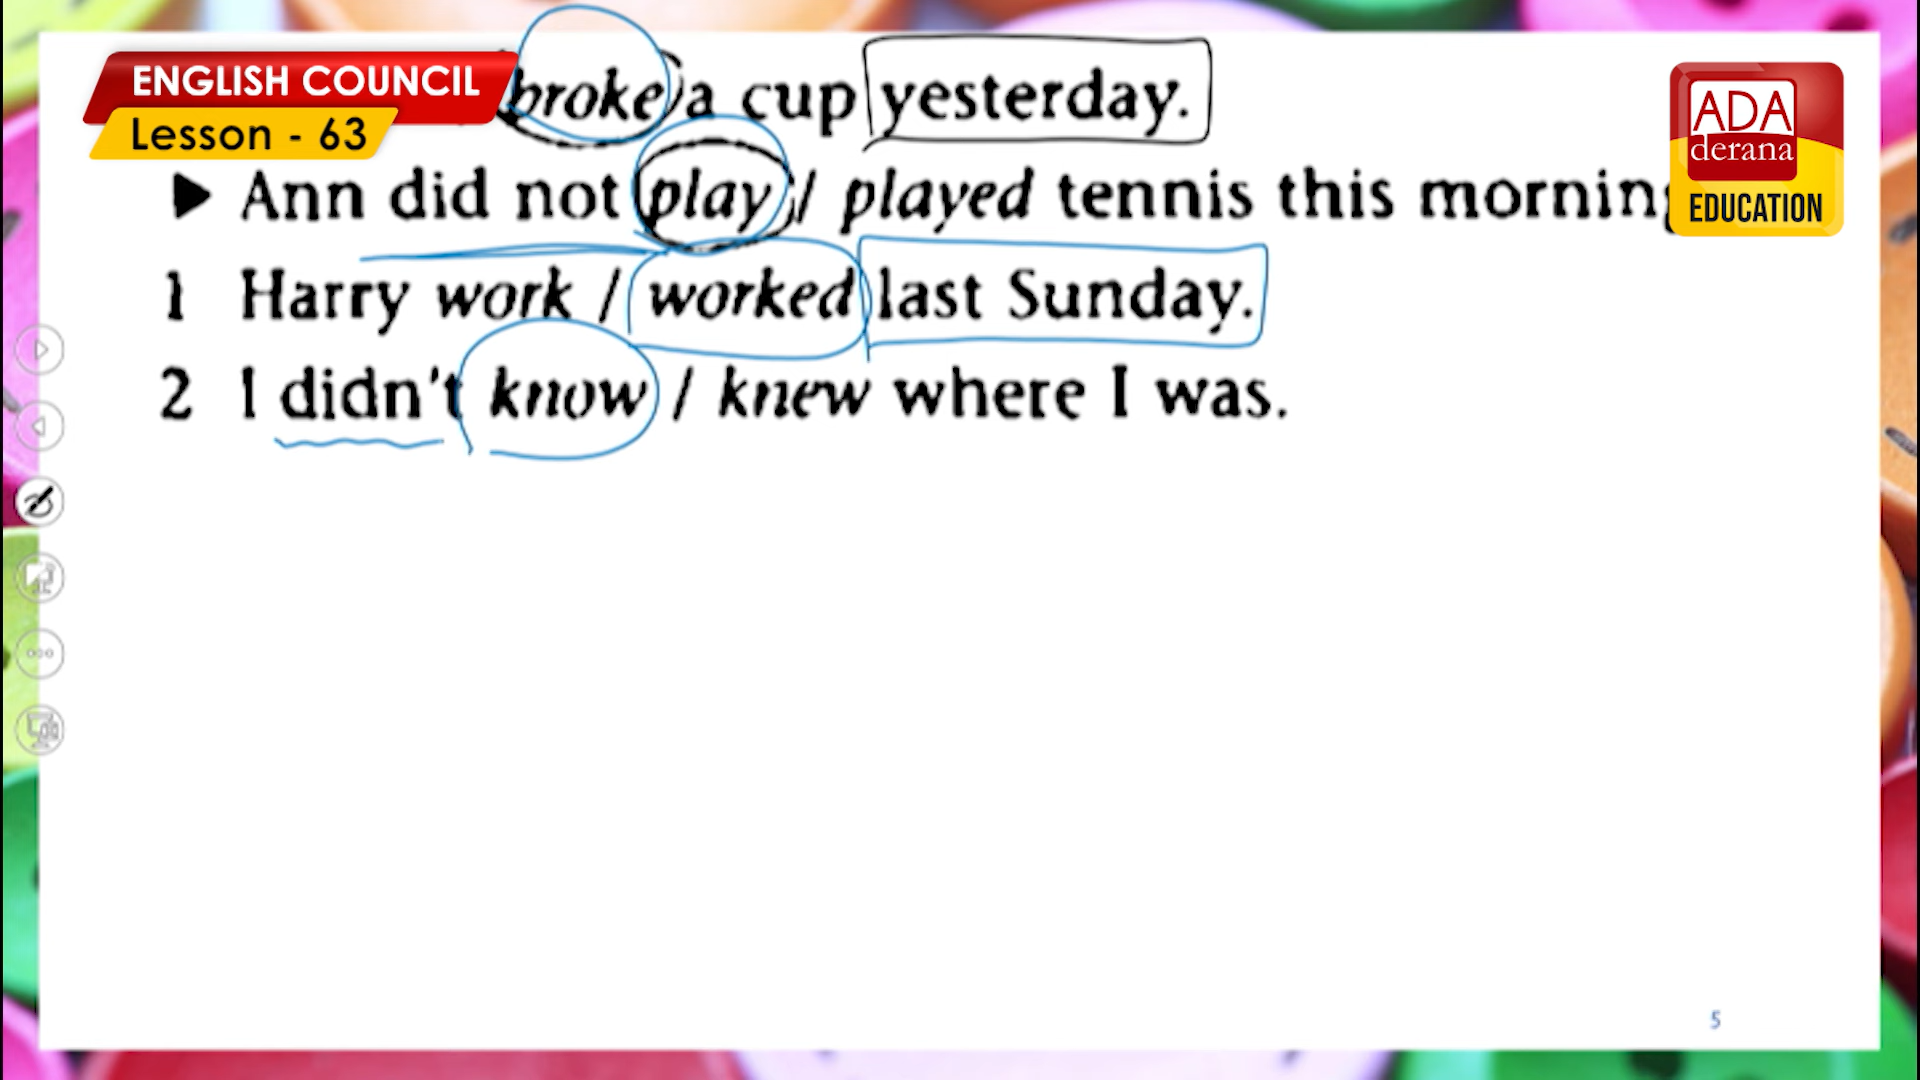 ENGLISH COUNCIL
Lesson - 63
broke a cup yesterday.
ADA
derana
EDUCATION
▶ Ann did not play / played tennis this morning
1 Harry work / worked last Sunday.
2 I didn't know / knew where I was.
5